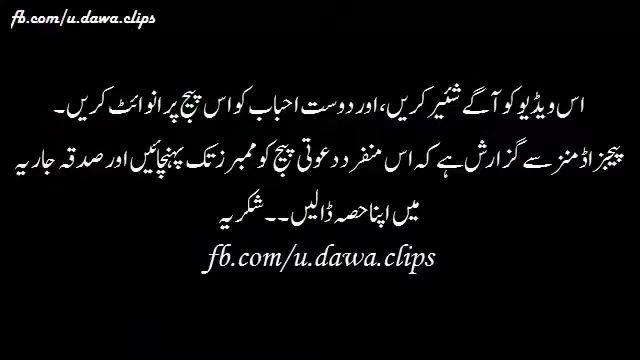 fb.com/u.dawa.clips
اس ویڈیو کو آگے شئیر کریں، اور دوست احباب کو اس پیج پر انوائٹ کریں۔
پیجز اڈمنز سے گزارش ہے کہ اس منفرد دعوتی پیج کو ممبرز تک پہنچائیں اور صدقہ جاریہ
میں اپنا حصہ ڈالیں۔۔شکریہ
fb.com/u.dawa.clips